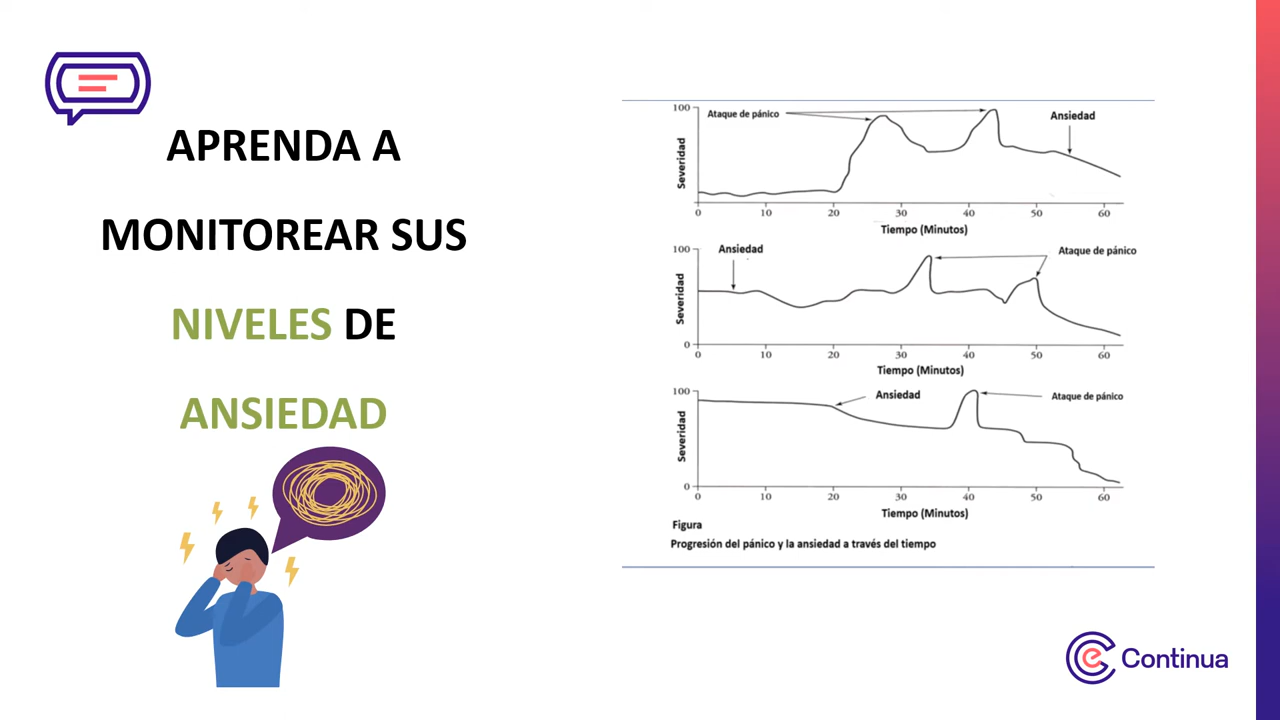 APRENDA A
MONITOREAR SUS
NIVELES DE
ANSIEDAD
100
Ataque de pánico
Ansiedad
Severidad
0 10 20 30 40 50 60
Tiempo (Minutos)
100
Ansiedad
Ataque de pánico
Severidad
0
0 10 20 30 40 50 60
Tiempo (Minutos)
100
Ansiedad
Ataque de pánico
Severidad
0
0 10 20 30 40 50 60
Tiempo (Minutos)
Figura
Progresión del pánico y la ansiedad a través del tiempo
e Continua